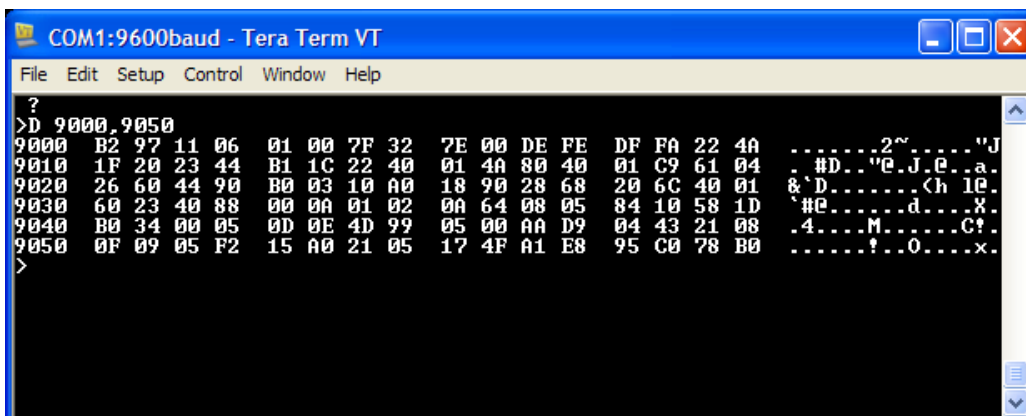 COM1:9600baud - Tera Term VT
File Edit Setup Control Window Help
?
>D 9000,9050
9000 B2 97 11 06 01 00 7F 32 7E 00 DE FE DF FA 22 4A .......2~....."J
9010 1F 20 23 44 B1 1C 22 40 01 4A 80 40 01 C9 61 04 . #D.."@.J.@..a.
9020 26 60 44 90 B0 03 10 A0 18 90 28 68 20 6C 40 01 &`D.......(h l@.
9030 60 23 40 88 00 0A 01 02 0A 64 08 05 84 10 58 1D `#@......d....X.
9040 B0 34 00 05 0D 0E 4D 99 05 00 AA D9 04 43 21 08 .4....M......C!.
9050 0F 09 05 F2 15 A0 21 05 17 4F A1 E8 95 C0 78 B0 ......!..O....x.
>